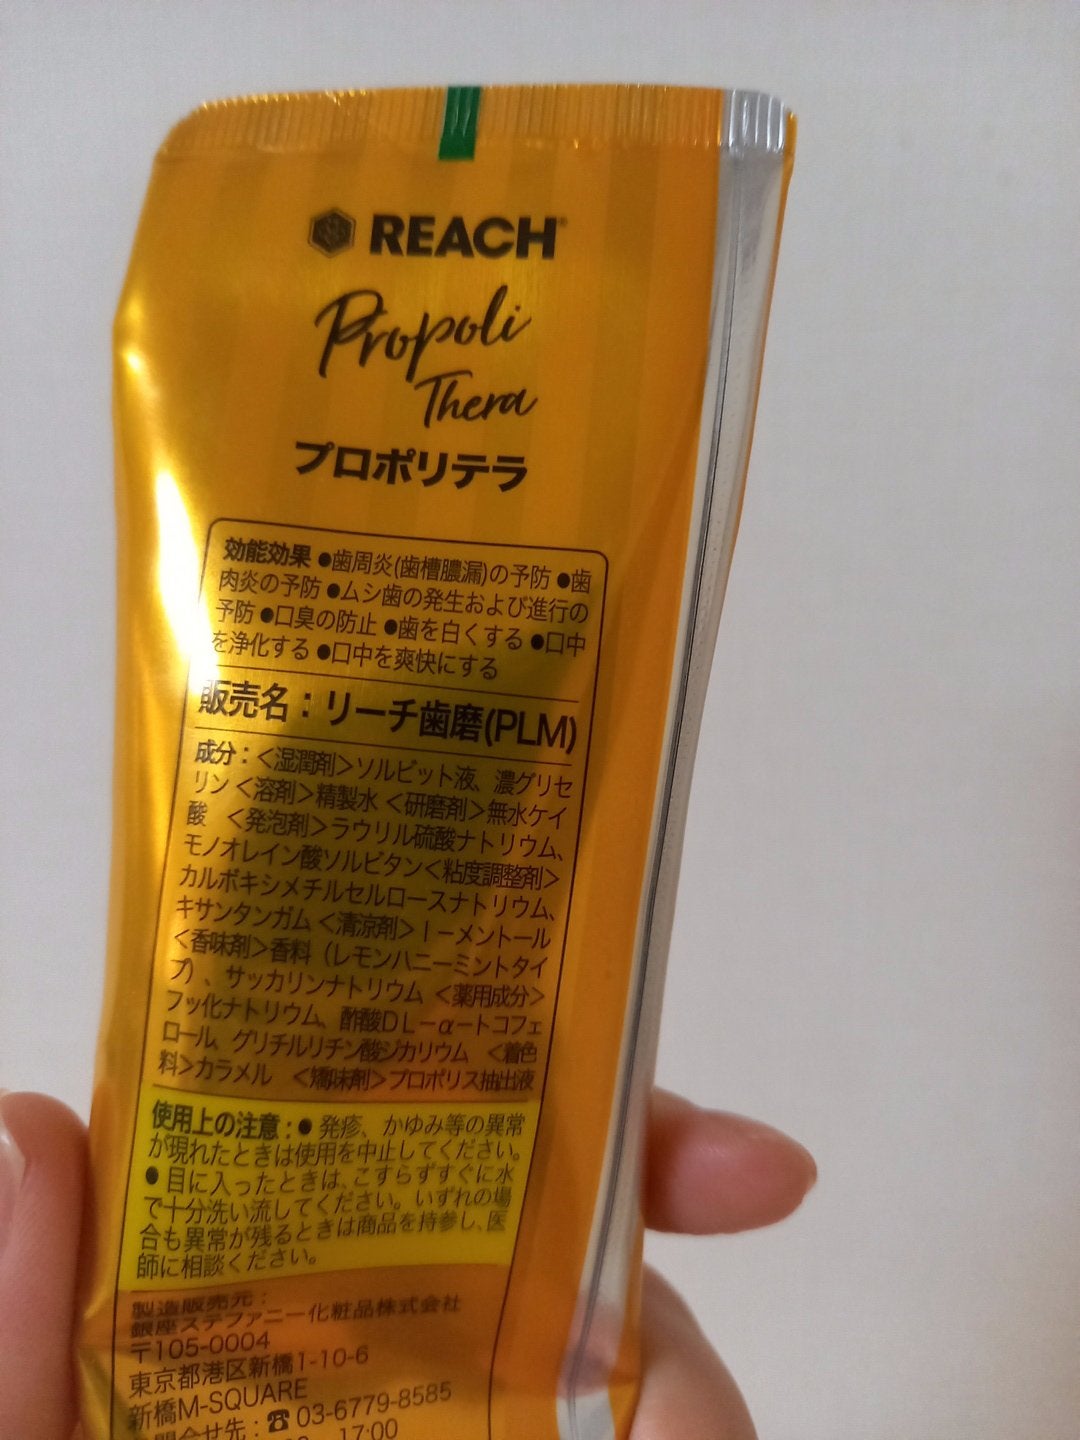 REACH®
Propoli
Thera
プロポリテラ
効能効果 ●歯周炎(歯槽膿漏)の予防 ●歯
肉炎の予防 ●ムシ歯の発生および進行の
予防 ●口臭の防止 ●歯を白くする ●口中
を浄化する ●口中を爽快にする
販売名：リーチ歯磨(PLM)
成分：＜湿潤剤＞ソルビット液、濃グリセ
リン ＜溶剤＞精製水 ＜研磨剤＞無水ケイ
酸 ＜発泡剤＞ラウリル硫酸ナトリウム、
モノオレイン酸ソルビタン＜粘度調整剤＞
カルボキシメチルセルロースナトリウム、
キサンタンガム ＜清涼剤＞ l－メントール
＜香味剤＞香料（レモンハニーミントタイ
プ）、サッカリンナトリウム ＜薬用成分＞
フッ化ナトリウム、酢酸DL－α－トコフェ
ロール、グリチルリチン酸ジカリウム ＜着色
料＞カラメル ＜矯味剤＞プロポリス抽出液
使用上の注意：● 発疹、かゆみ等の異常
が現れたときは使用を中止してください。
● 目に入ったときは、こすらずすぐに水
で十分洗い流してください。いずれの場
合も異常が残るときは商品を持参し、医
師に相談ください。
製造販売元：
銀座ステファニー化粧品株式会社
〒105-0004
東京都港区新橋1-10-6
新橋M-SQUARE
問合せ先：☎ 03-6779-8585
17:00